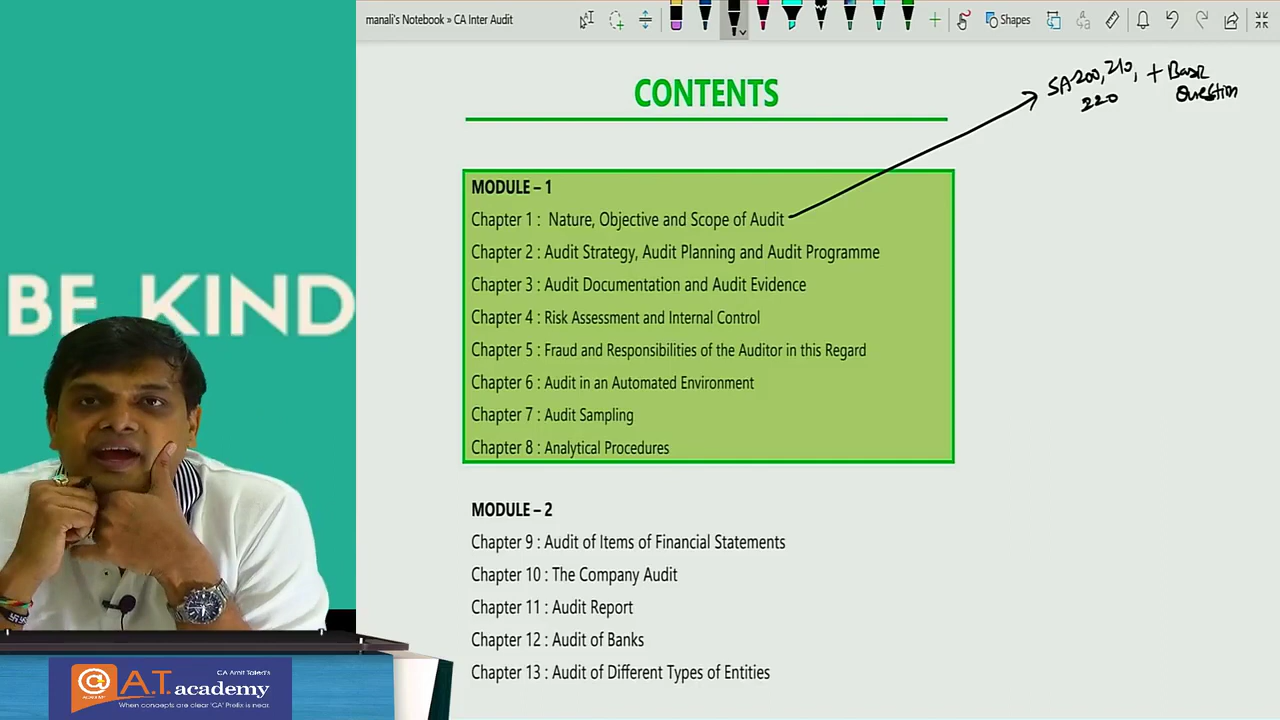 manali's Notebook » CA Inter Audit
Shapes
CONTENTS
SA 200, 210, + Basic
220 Question
MODULE – 1
Chapter 1 : Nature, Objective and Scope of Audit
Chapter 2 : Audit Strategy, Audit Planning and Audit Programme
Chapter 3 : Audit Documentation and Audit Evidence
Chapter 4 : Risk Assessment and Internal Control
Chapter 5 : Fraud and Responsibilities of the Auditor in this Regard
Chapter 6 : Audit in an Automated Environment
Chapter 7 : Audit Sampling
Chapter 8 : Analytical Procedures
MODULE – 2
Chapter 9 : Audit of Items of Financial Statements
Chapter 10 : The Company Audit
Chapter 11 : Audit Report
Chapter 12 : Audit of Banks
Chapter 13 : Audit of Different Types of Entities
BE KIND
CA Amit Talda's
@A.T. academy
ACADEMY
When concepts are clear 'CA' Prefix is near.